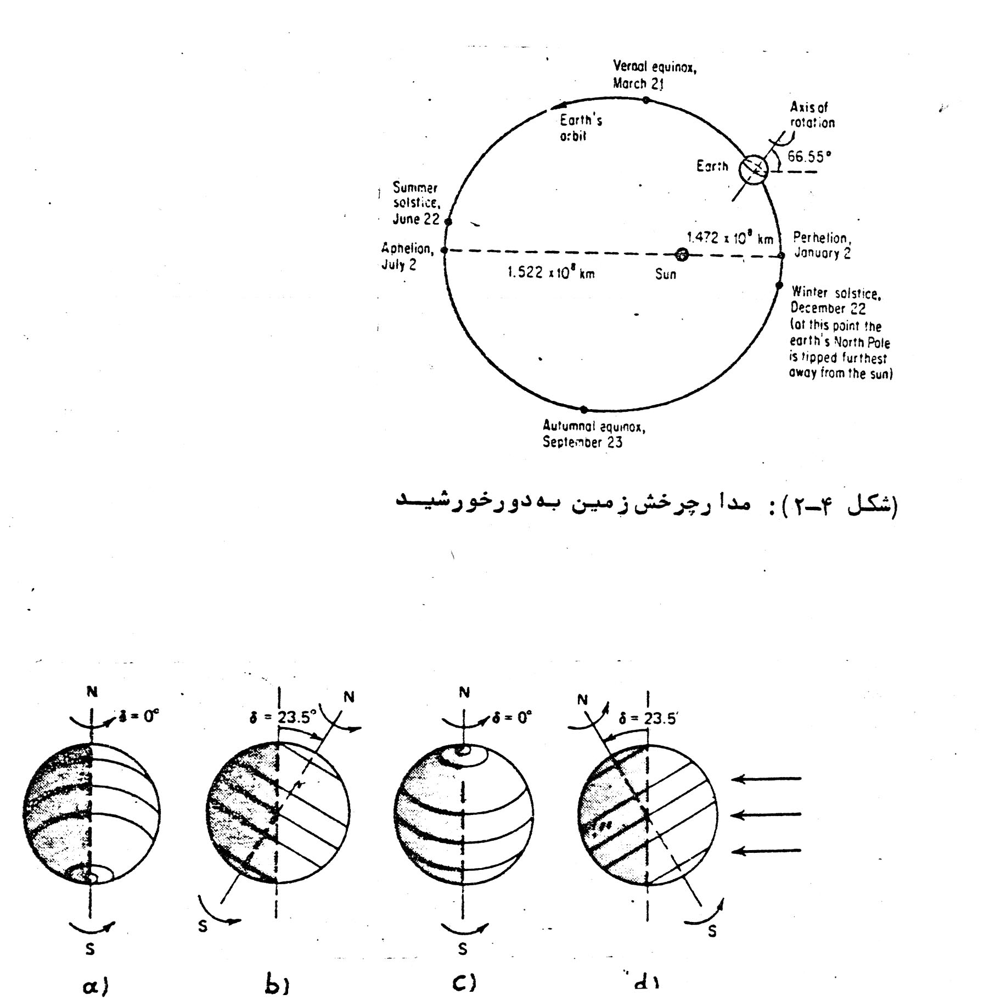 Vernal equinox,
March 21
Axis of
rotation
Earth's
orbit
Earth
66.55°
Summer
solstice,
June 22
1.472 x 10⁸ km
Perhelion,
January 2
Aphelion,
July 2
1.522 x 10⁸ km
Sun
Winter solstice,
December 22
(at this point the
earth's North Pole
is tipped furthest
away from the sun)
Autumnal equinox,
September 23
(شکل ۴-۲): مدار چرخش زمین به دور خورشید
N
δ = 0°
δ = 23.5°
N
N
δ = 0°
N
δ = 23.5
S
S
S
S
a)
b)
c)
d)